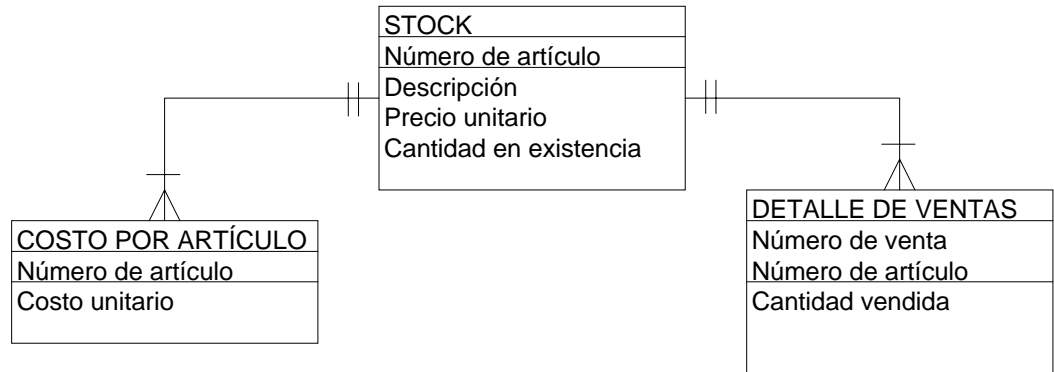 STOCK
Número de artículo
Descripción
Precio unitario
Cantidad en existencia
COSTO POR ARTÍCULO
Número de artículo
Costo unitario
DETALLE DE VENTAS
Número de venta
Número de artículo
Cantidad vendida